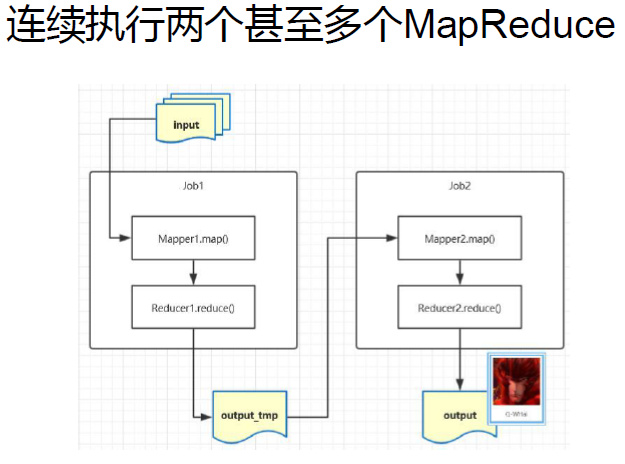 连续执行两个甚至多个MapReduce
input
Job1
Job2
Mapper1.map()
Mapper2.map()
Reducer1.reduce()
Reducer2.reduce()
output_tmp
output